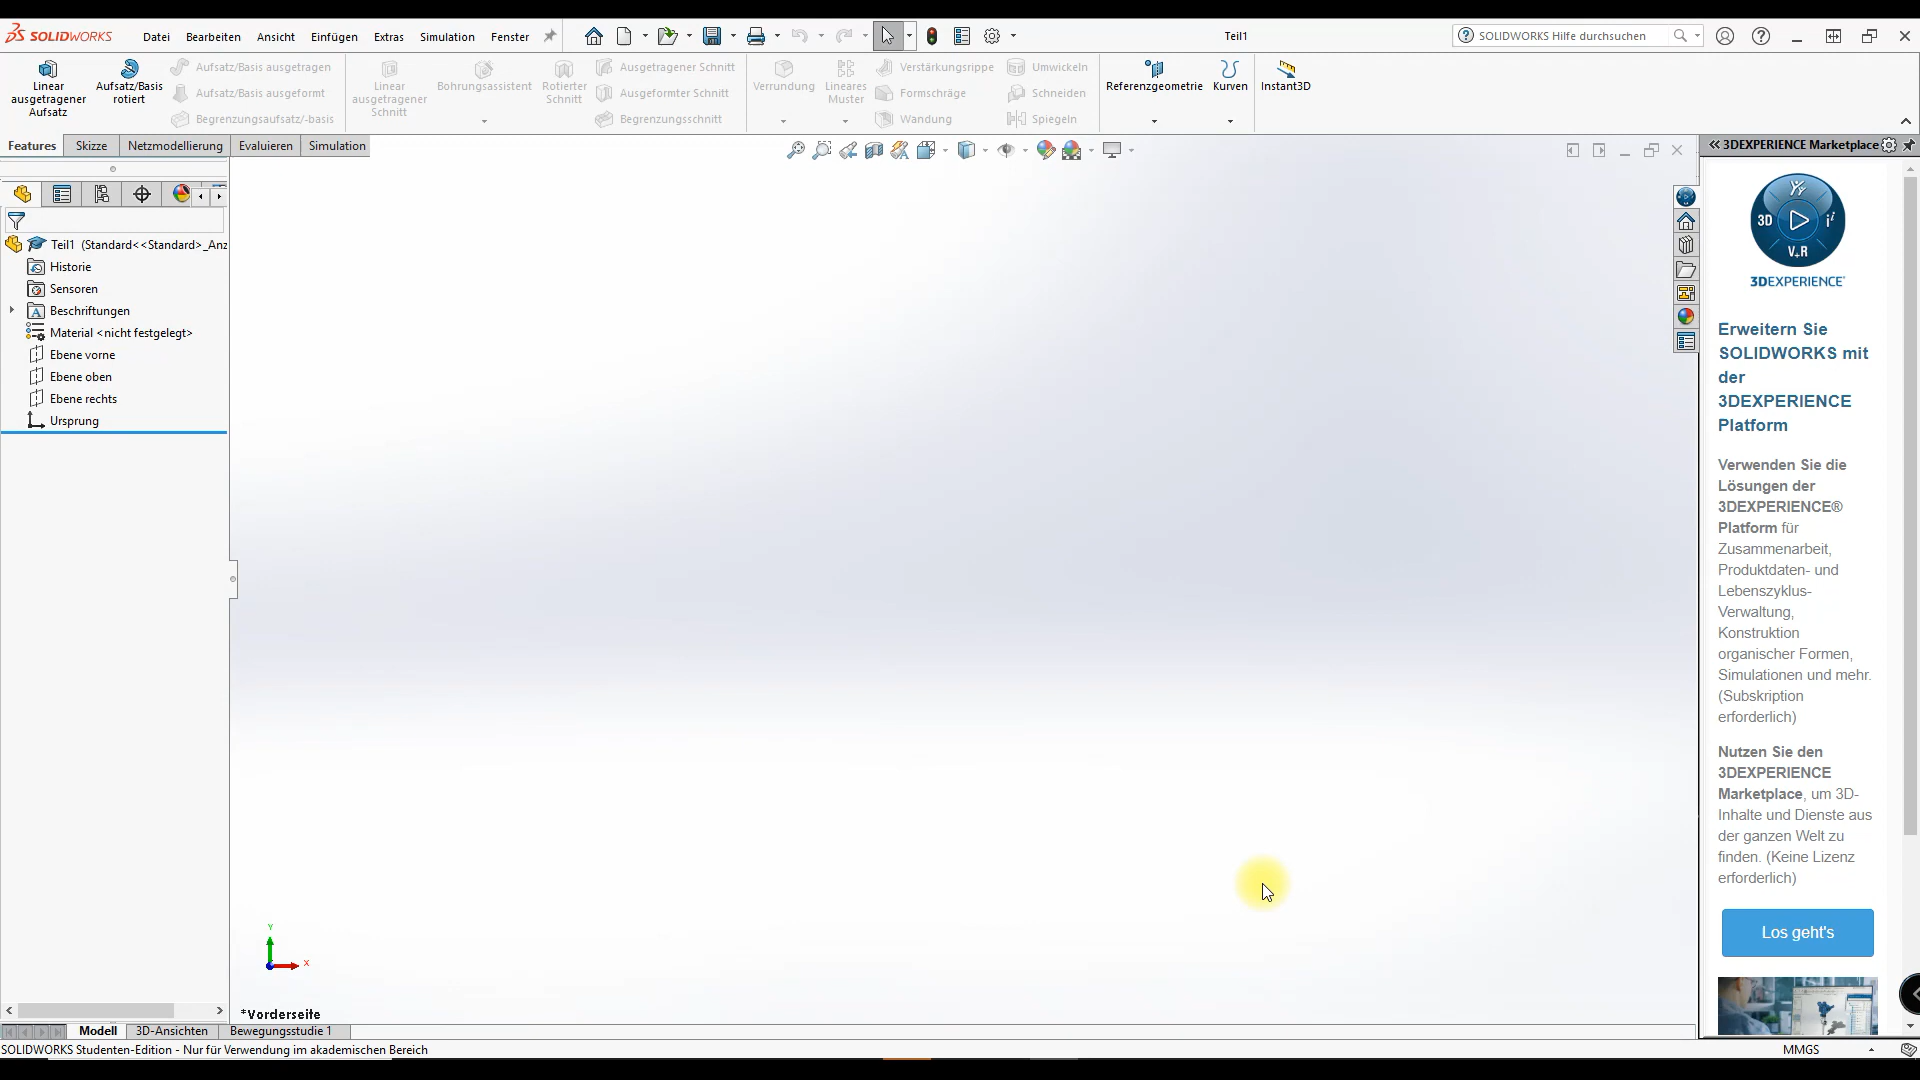 SOLIDWORKS
Datei Bearbeiten Ansicht Einfügen Extras Simulation Fenster
Teil1
SOLIDWORKS Hilfe durchsuchen
Linear ausgetragener Aufsatz
Aufsatz/Basis rotiert
Aufsatz/Basis ausgetragen
Aufsatz/Basis ausgeformt
Begrenzungsaufsatz/-basis
Linear ausgetragener Schnitt
Bohrungsassistent
Rotierter Schnitt
Ausgetragener Schnitt
Ausgeformter Schnitt
Begrenzungsschnitt
Verrundung
Lineares Muster
Verstärkungsrippe
Formschräge
Wandung
Umwickeln
Schneiden
Spiegeln
Referenzgeometrie
Kurven
Instant3D
Features Skizze Netzmodellierung Evaluieren Simulation
Teil1 (Standard<<Standard>_Anz
Historie
Sensoren
Beschriftungen
Material <nicht festgelegt>
Ebene vorne
Ebene oben
Ebene rechts
Ursprung
Y
X
*Vorderseite
Modell 3D-Ansichten Bewegungsstudie 1
SOLIDWORKS Studenten-Edition - Nur für Verwendung im akademischen Bereich
MMGS
3DEXPERIENCE Marketplace
3D
V+R
3DEXPERIENCE®
Erweitern Sie
SOLIDWORKS mit
der
3DEXPERIENCE
Platform
Verwenden Sie die
Lösungen der
3DEXPERIENCE®
Platform für
Zusammenarbeit,
Produktdaten- und
Lebenszyklus-
Verwaltung,
Konstruktion
organischer Formen,
Simulationen und mehr.
(Subskription
erforderlich)
Nutzen Sie den
3DEXPERIENCE
Marketplace, um 3D-
Inhalte und Dienste aus
der ganzen Welt zu
finden. (Keine Lizenz
erforderlich)
Los geht's